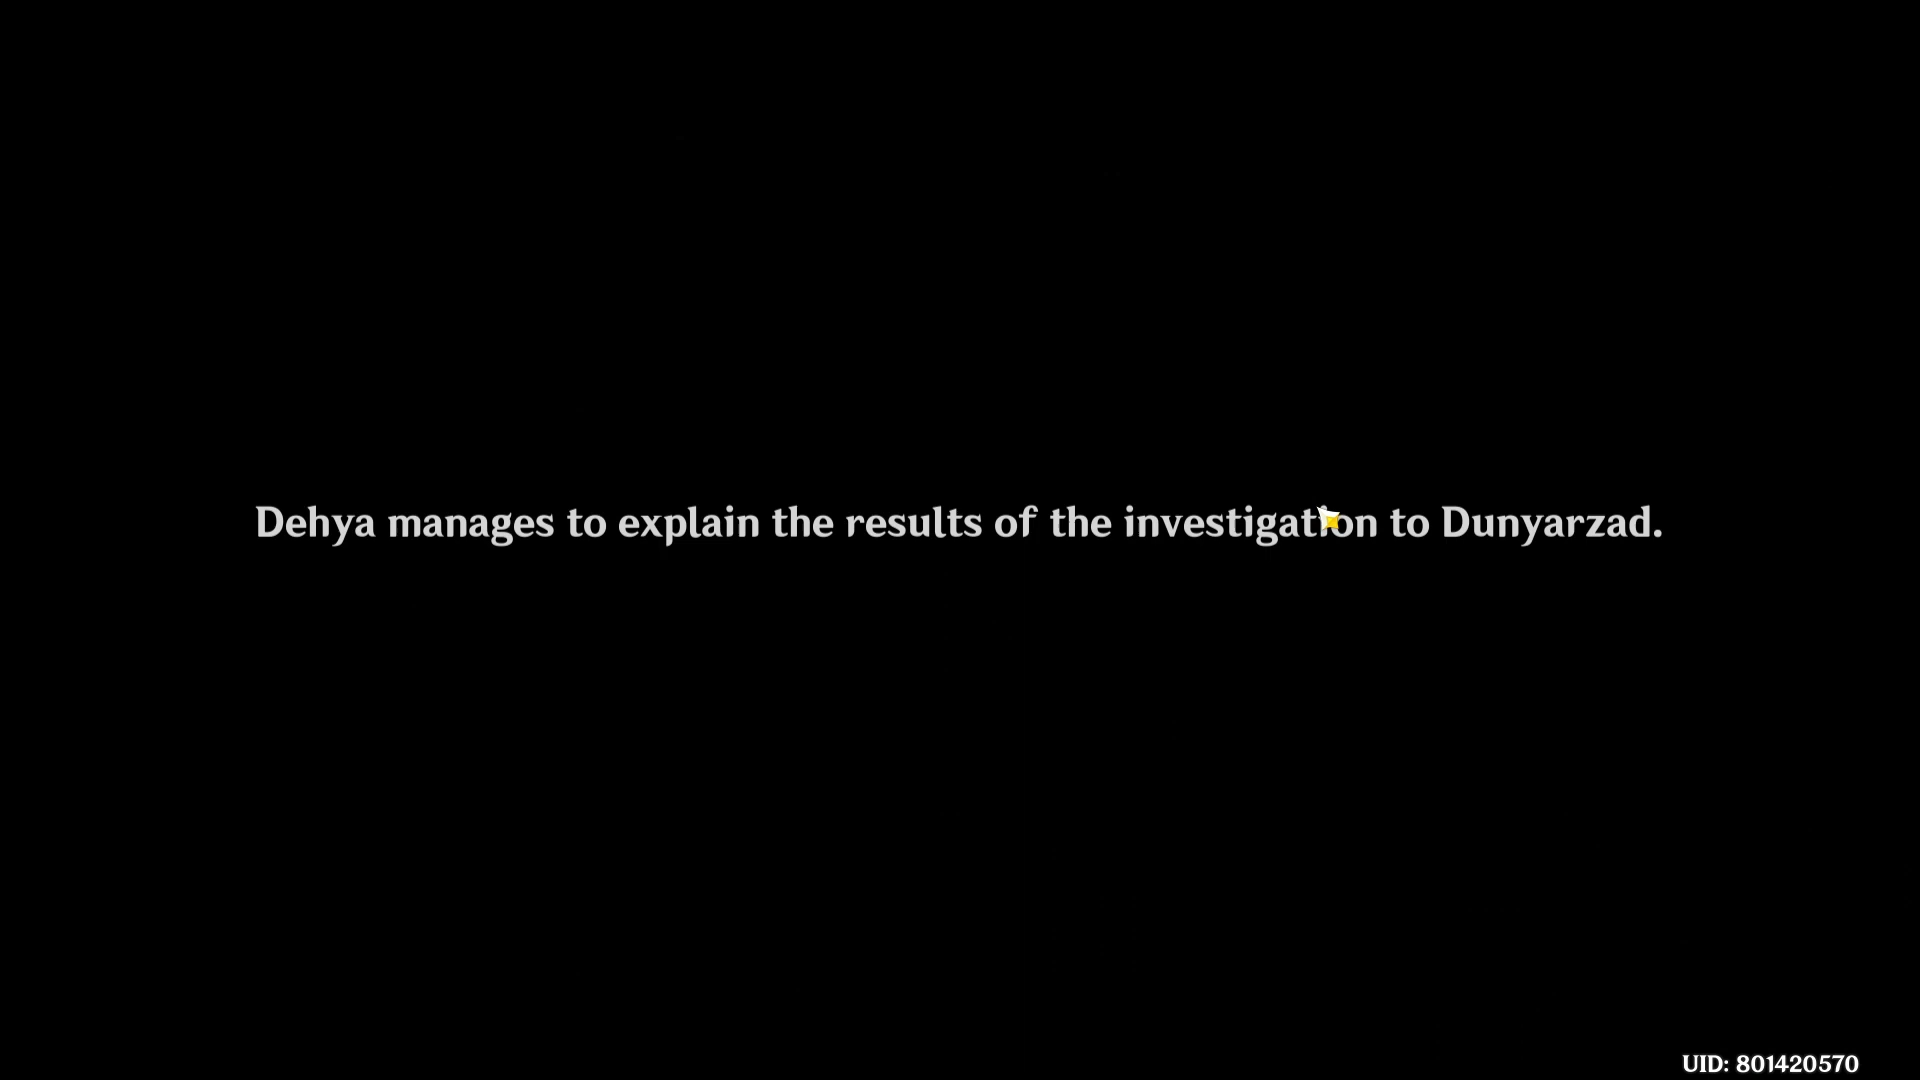 Dehya manages to explain the results of the investigation to Dunyarzad.
UID: 801420570